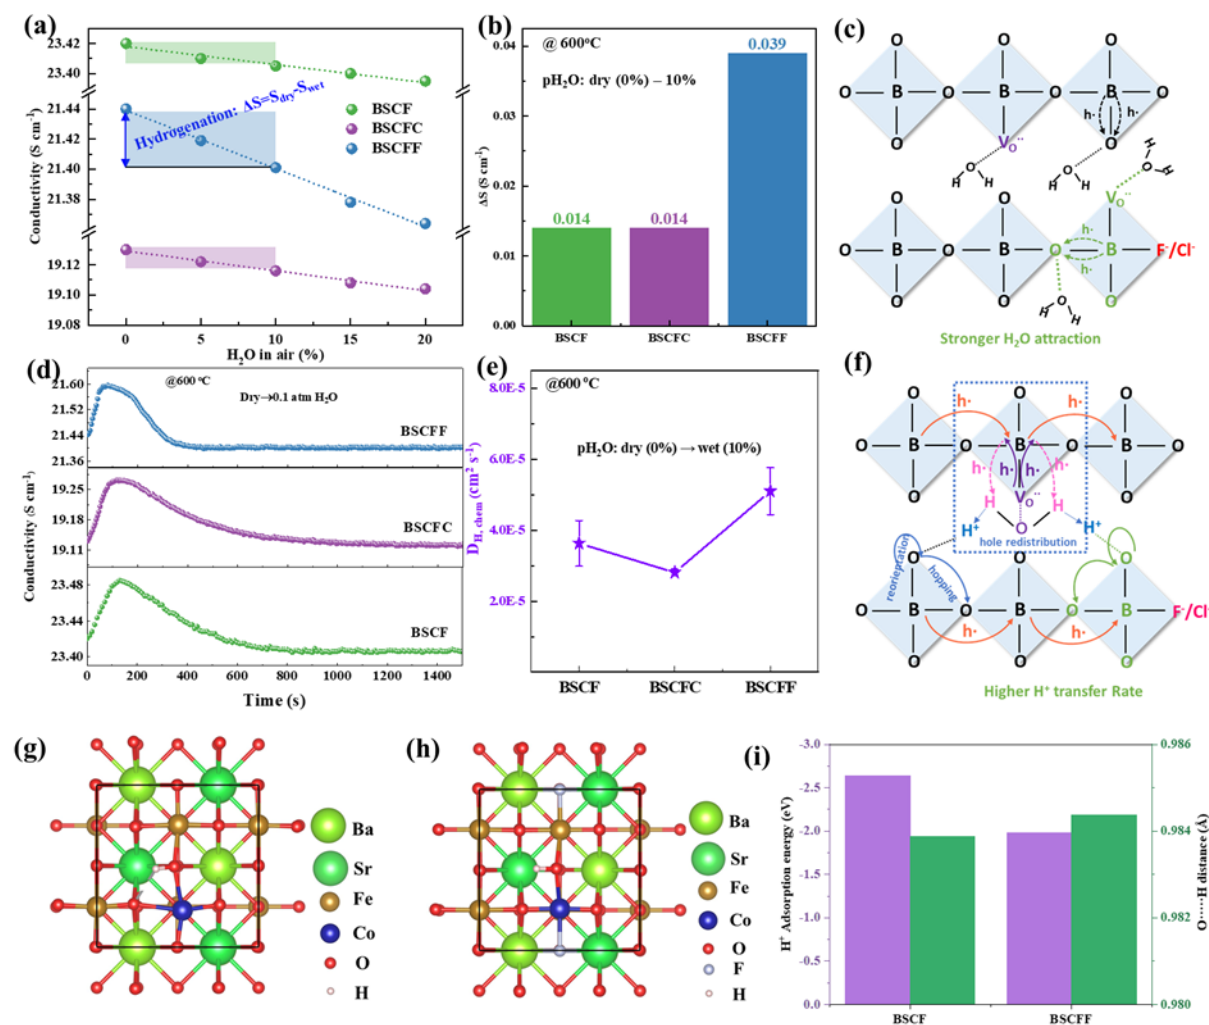 (a)
23.42
23.40
21.44
21.42
21.40
21.38
21.36
19.12
19.10
19.08
Conductivity (S cm⁻¹)
Hydrogenation: ΔS=S_dry-S_wet
BSCF
BSCFC
BSCFF
0 5 10 15 20
H₂O in air (%)
(b)
@ 600°C
pH₂O: dry (0%) – 10%
0.04
0.03
0.02
0.01
0.00
ΔS (S cm⁻¹)
0.014
0.014
0.039
BSCF BSCFC BSCFF
(c)
O O O
O B O B O B O
h· h·
O V_O·· O
H H H H H H
O O O
O V_O··
O B O B O B F⁻/Cl⁻
h·
h·
O O O
H O H
Stronger H₂O attraction
(d)
@600 °C
Dry→0.1 atm H₂O
21.60
21.52
21.44
21.36
BSCFF
19.25
19.18
19.11
BSCFC
23.48
23.44
23.40
BSCF
Conductivity (S cm⁻¹)
0 200 400 600 800 1000 1200 1400
Time (s)
(e)
@600 °C
pH₂O: dry (0%) → wet (10%)
8.0E-5
6.0E-5
4.0E-5
2.0E-5
D_H, chem (cm² s⁻¹)
BSCF BSCFC BSCFF
(f)
O O O
h· h·
O B O B O B O
h· h· h· h·
O V_O·· O
H H
H⁺ O H⁺
hole redistribution
O O O
reorieptation
hopping
O B O B O B F⁻/Cl⁻
h· h·
O O O
Higher H⁺ transfer Rate
(g)
Ba
Sr
Fe
Co
O
H
(h)
Ba
Sr
Fe
Co
O
F
H
(i)
-3.0
-2.5
-2.0
-1.5
-1.0
-0.5
0.0
H⁺ Adsorption energy (eV)
0.986
0.984
0.982
0.980
O·····H distance (Å)
BSCF BSCFF